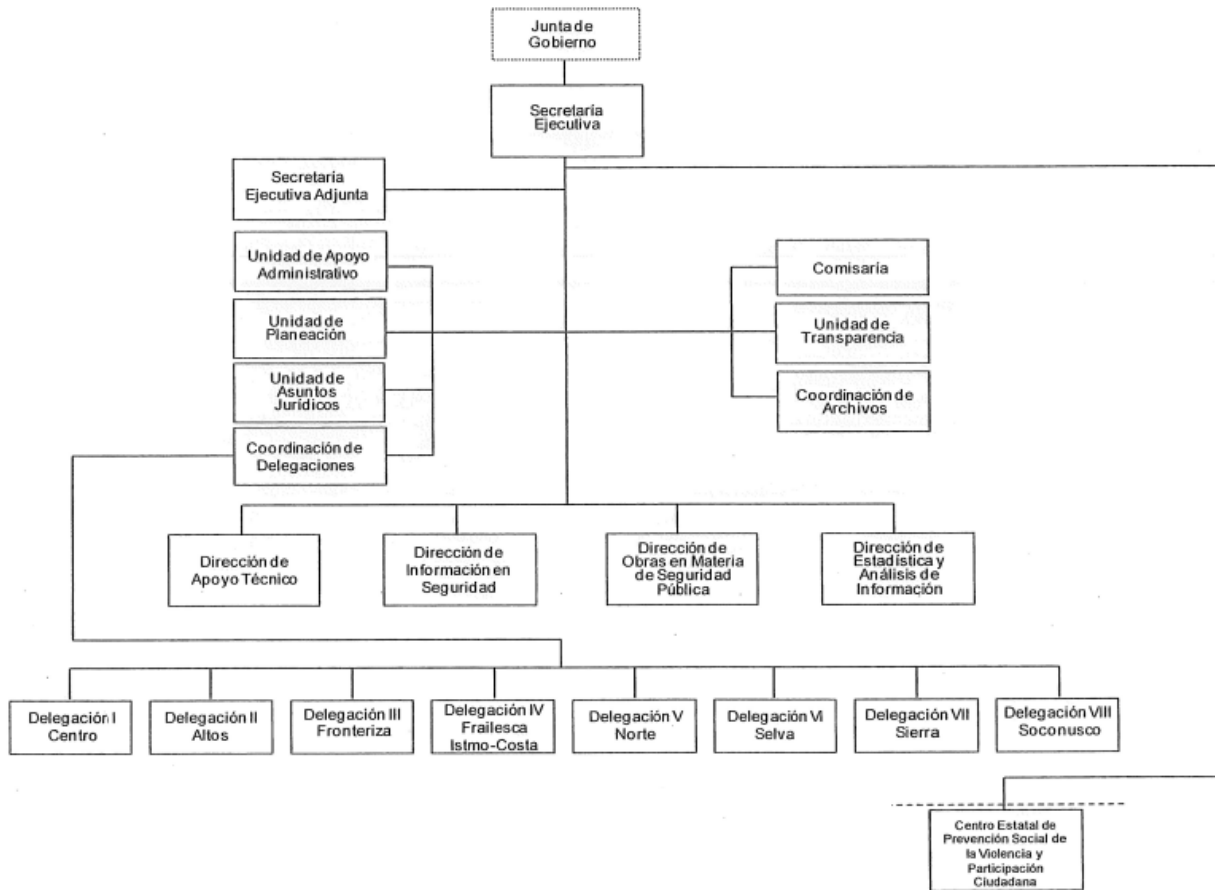 Junta de
Gobierno
Secretaría
Ejecutiva
Secretaría
Ejecutiva Adjunta
Unidad de Apoyo
Administrativo
Comisaría
Unidad de
Planeación
Unidad de
Transparencia
Unidad de
Asuntos
Jurídicos
Coordinación de
Archivos
Coordinación de
Delegaciones
Dirección de
Apoyo Técnico
Dirección de
Información en
Seguridad
Dirección de
Obras en Materia
de Seguridad
Pública
Dirección de
Estadística y
Análisis de
Información
Delegación I
Centro
Delegación II
Altos
Delegación III
Fronteriza
Delegación IV
Frailesca
Istmo-Costa
Delegación V
Norte
Delegación VI
Selva
Delegación VII
Sierra
Delegación VIII
Soconusco
Centro Estatal de
Prevención Social de
la Violencia y
Participación
Ciudadana